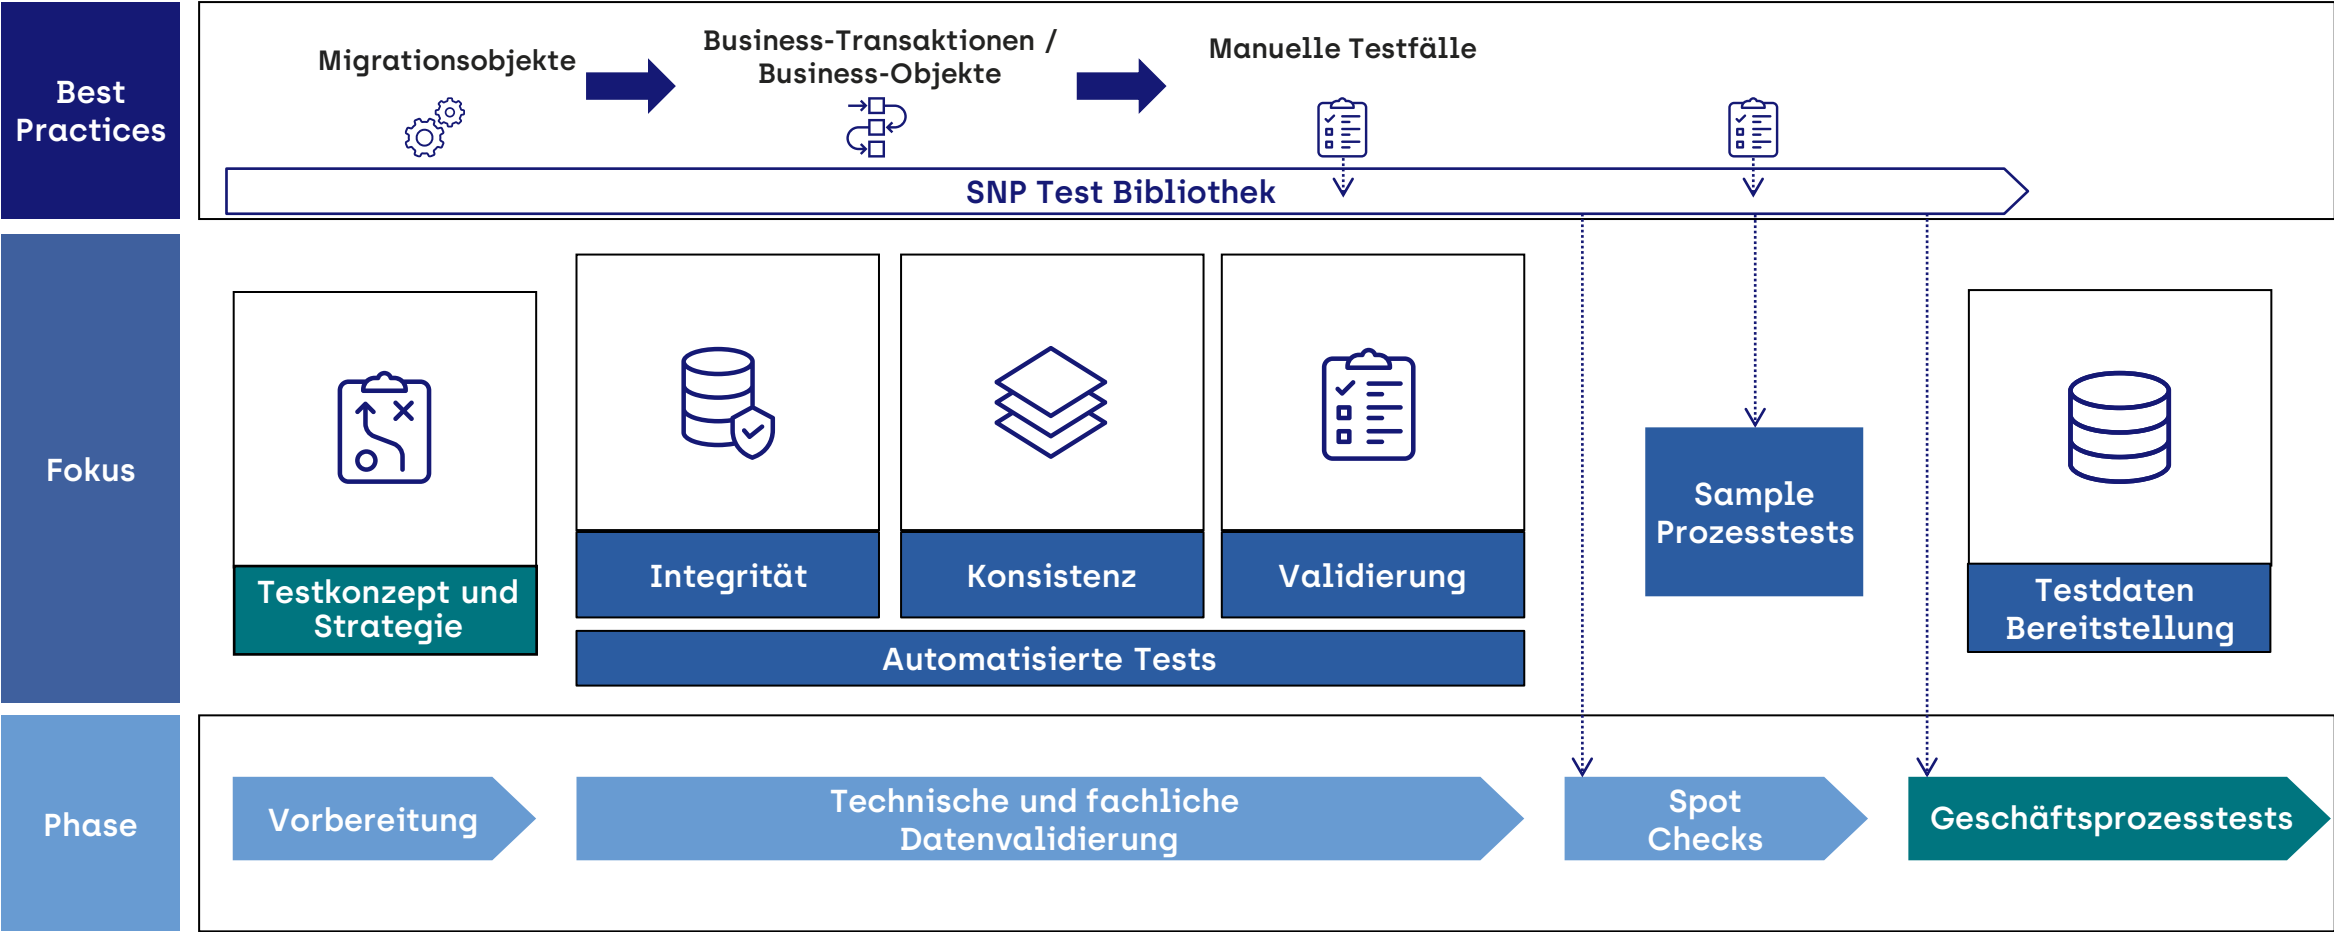 Best
Practices
Migrationsobjekte
Business-Transaktionen /
Business-Objekte
Manuelle Testfälle
SNP Test Bibliothek
Fokus
Testkonzept und
Strategie
Integrität
Konsistenz
Validierung
Automatisierte Tests
Sample
Prozesstests
Testdaten
Bereitstellung
Phase
Vorbereitung
Technische und fachliche
Datenvalidierung
Spot
Checks
Geschäftsprozesstests